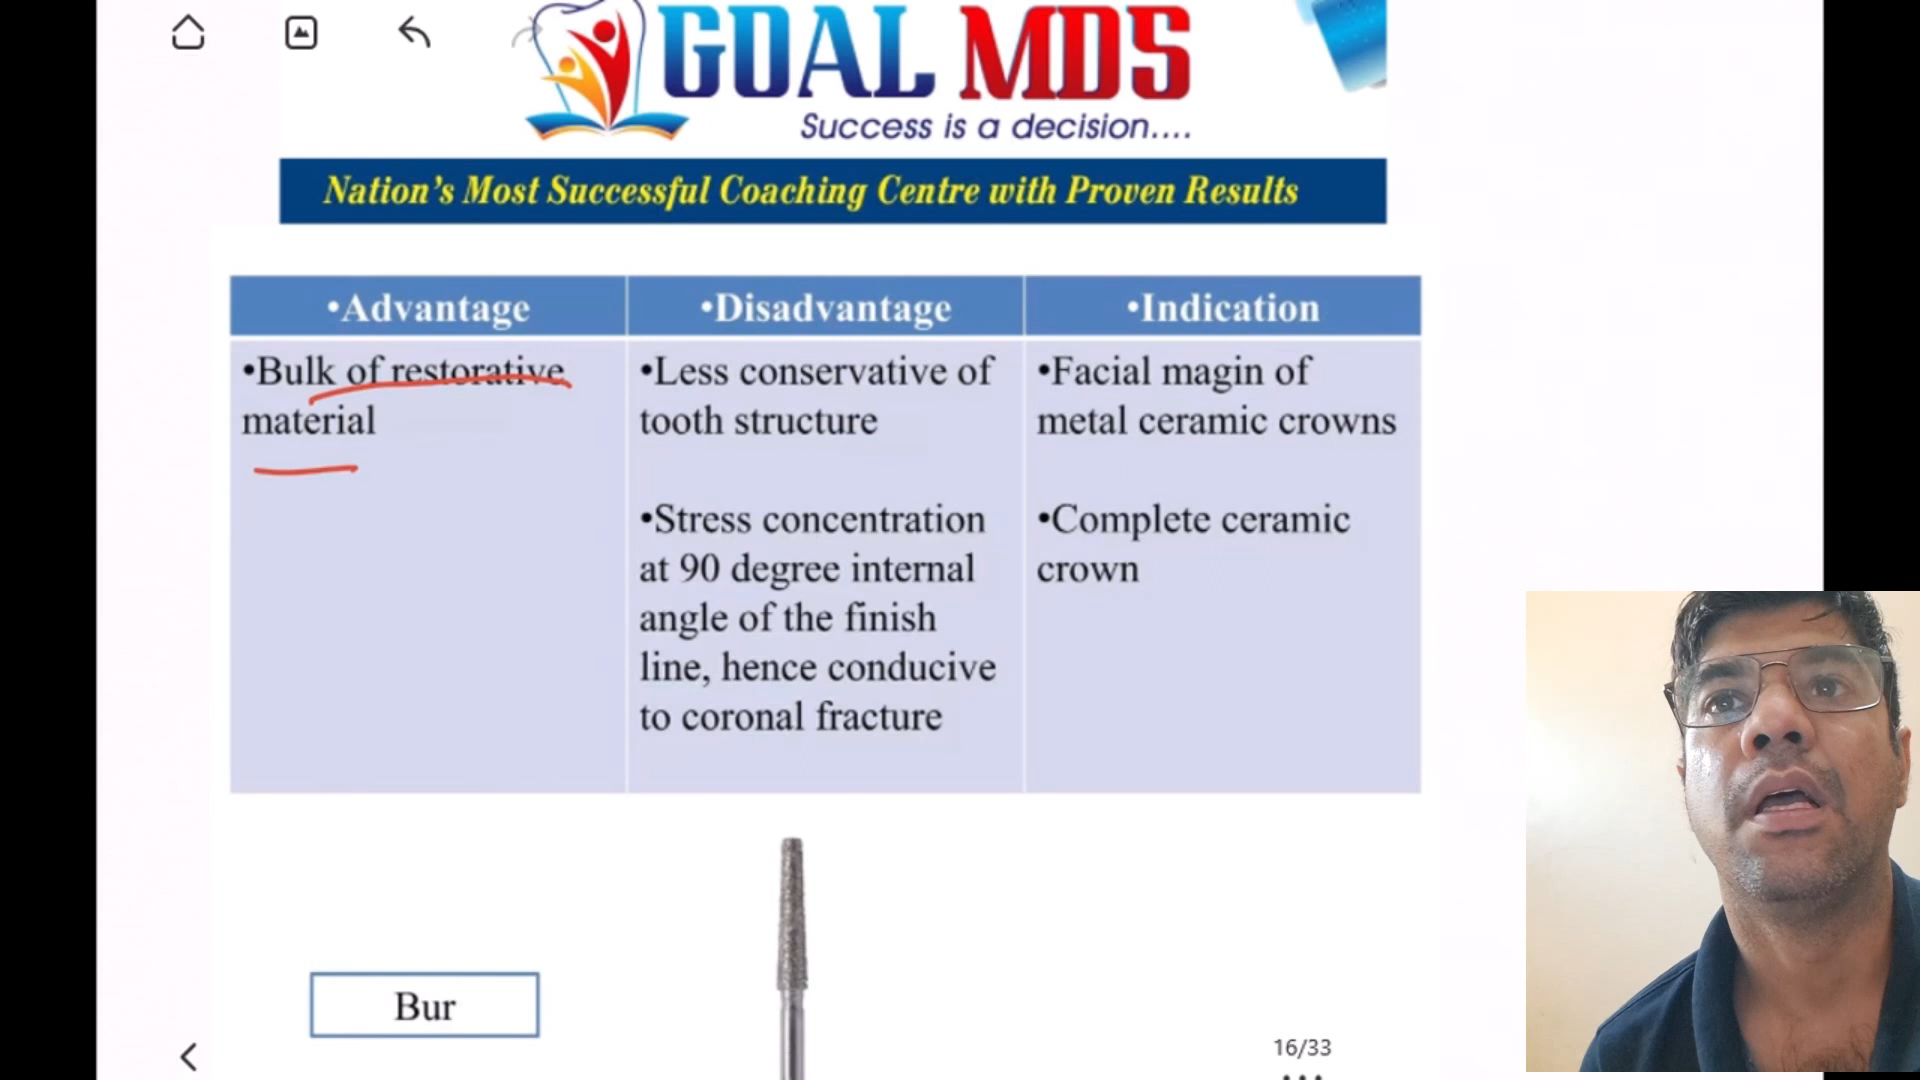 GOAL MDS
Success is a decision....
Nation's Most Successful Coaching Centre with Proven Results
•Advantage
•Disadvantage
•Indication
•Bulk of restorative
material
•Less conservative of
tooth structure
•Stress concentration
at 90 degree internal
angle of the finish
line, hence conducive
to coronal fracture
•Facial magin of
metal ceramic crowns
•Complete ceramic
crown
Bur
16/33